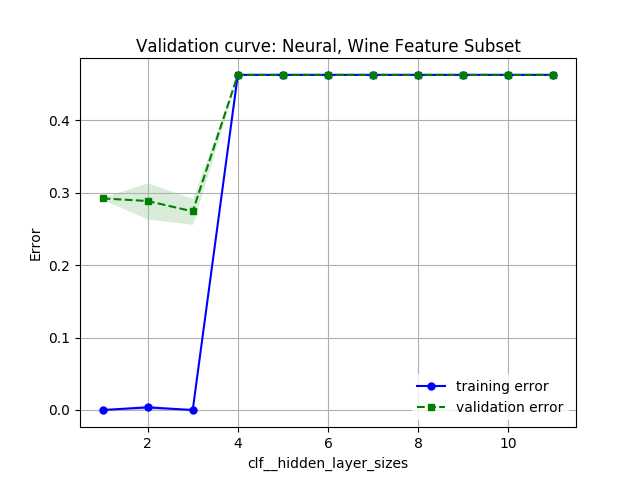 Validation curve: Neural, Wine Feature Subset
Error
0.4
0.3
0.2
0.1
0.0
training error
validation error
2 4 6 8 10
clf__hidden_layer_sizes